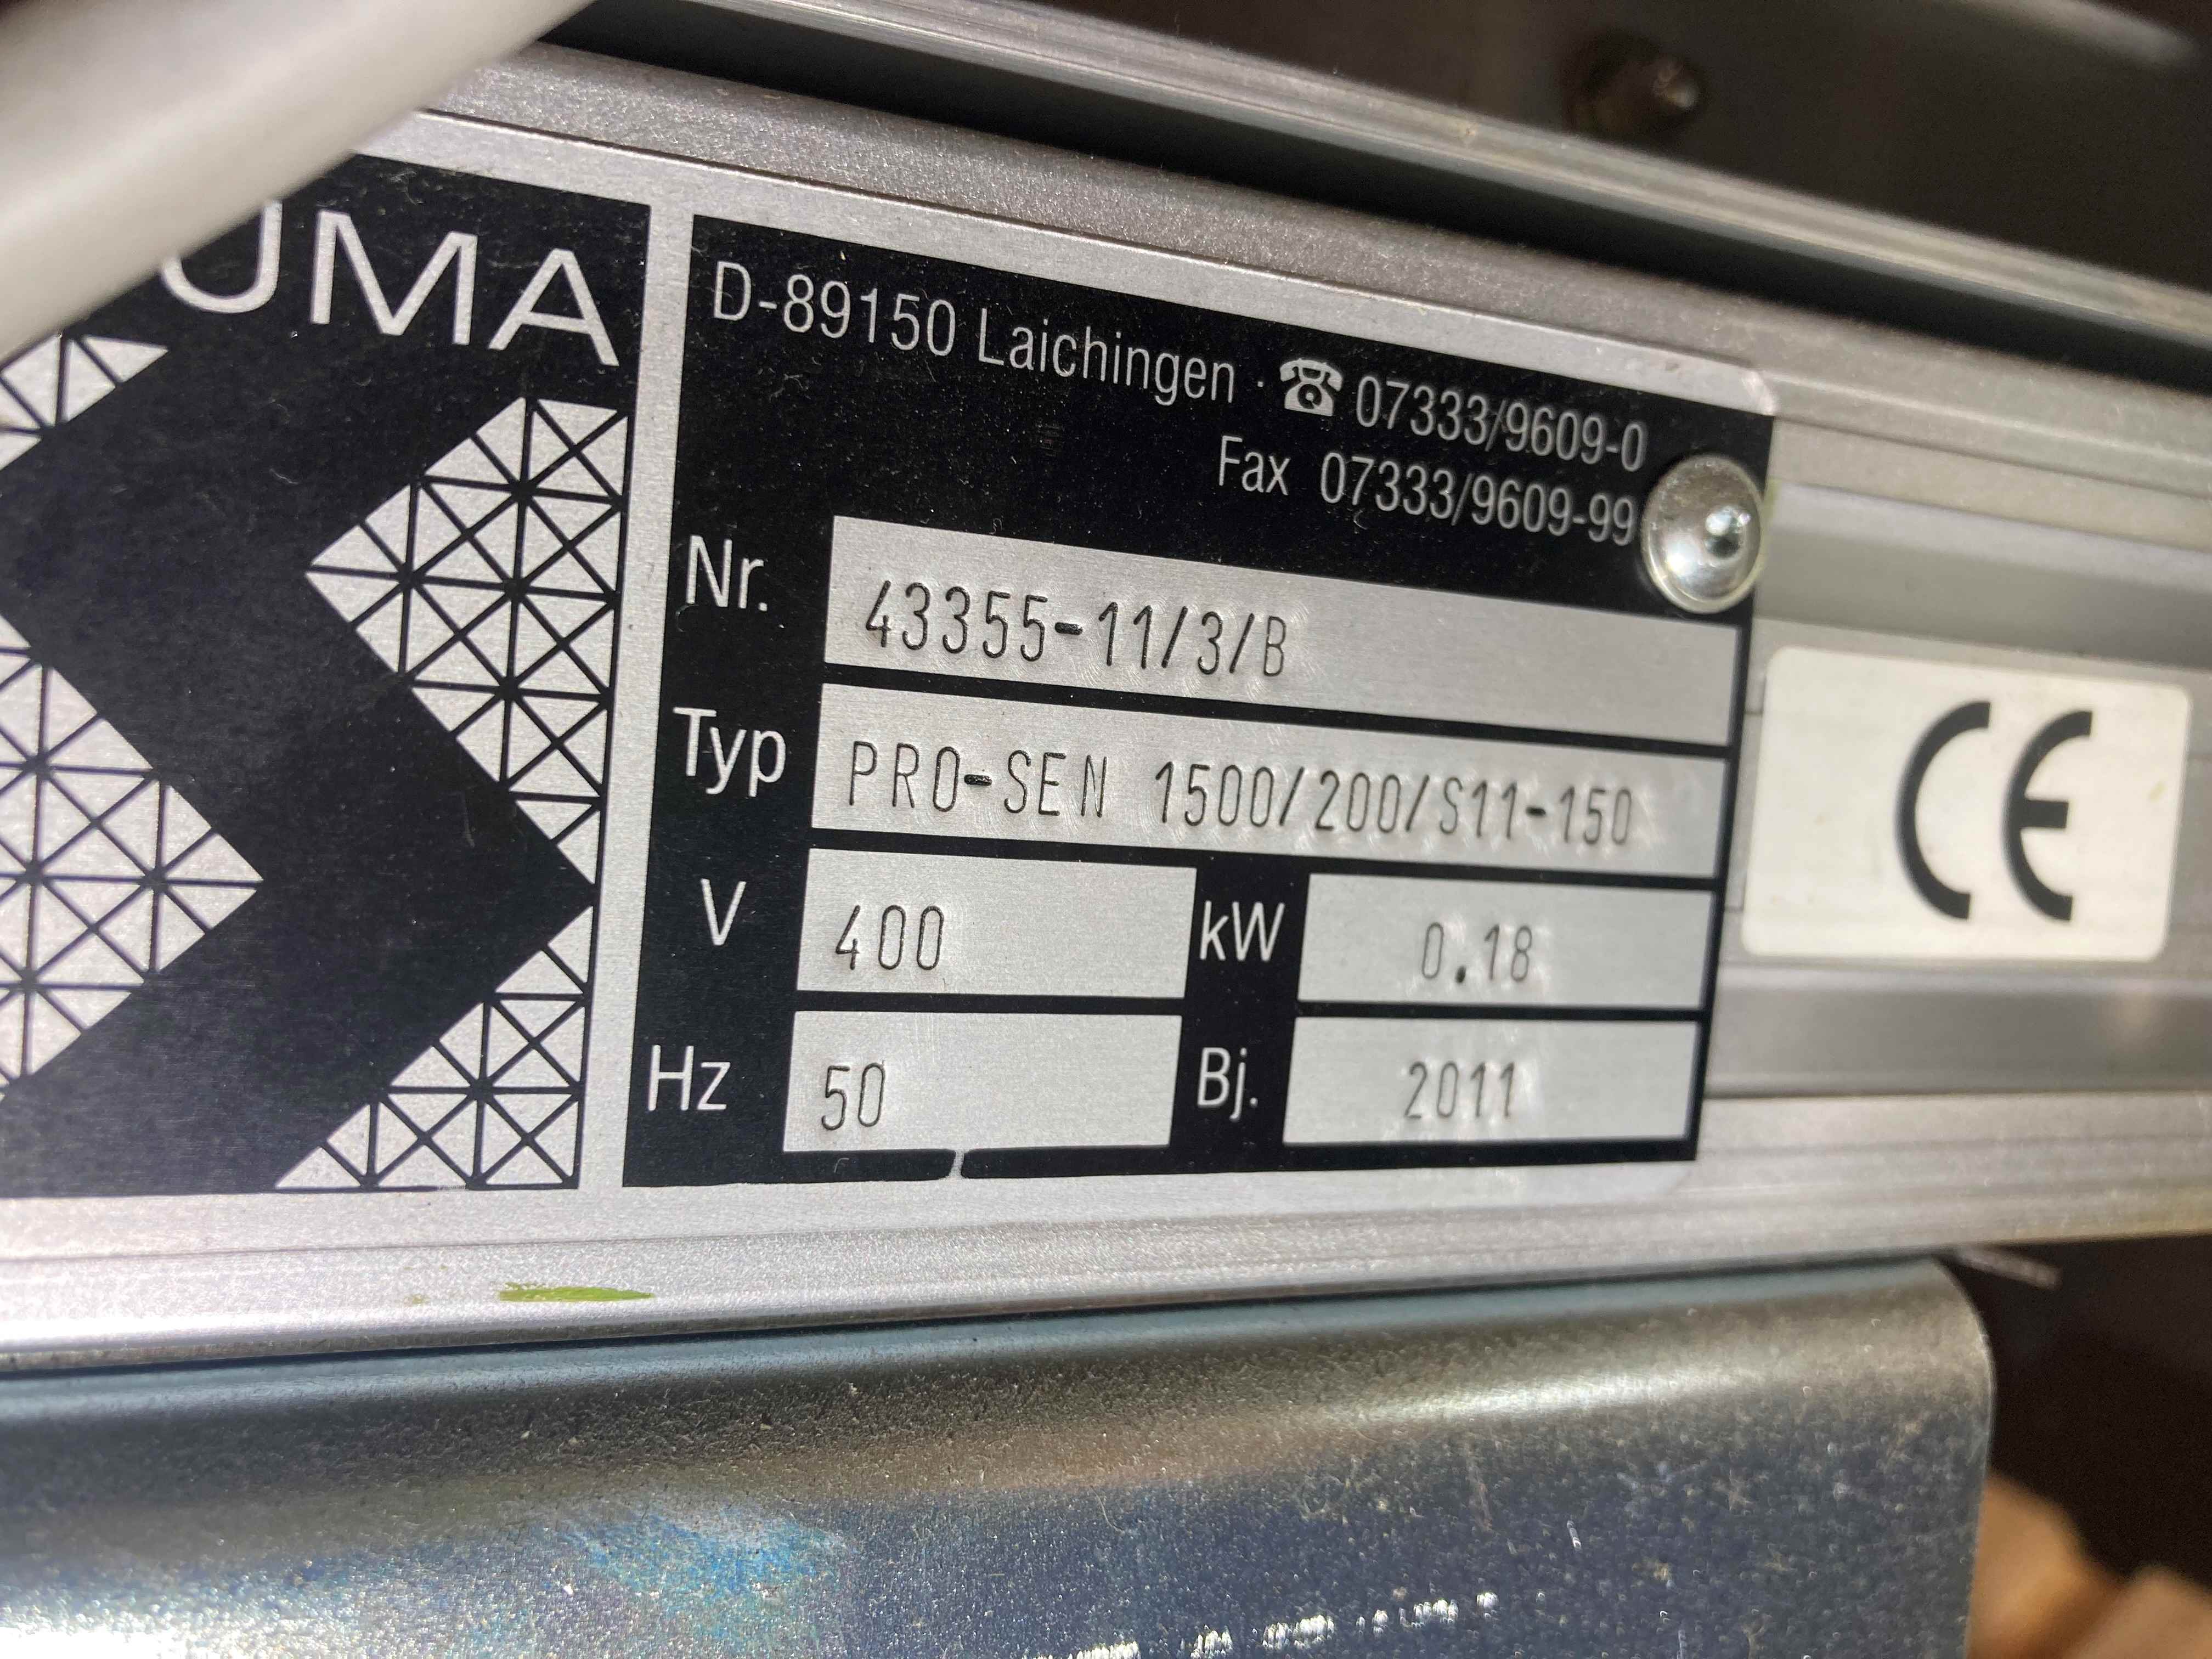 UMA
D-89150 Laichingen · ☎ 07333/9609-0
Fax 07333/9609-99
Nr. 43355-11/3/B
Typ PRO-SEN 1500/200/S11-150
V 400 kW 0.18
Hz 50 Bj. 2011
CE